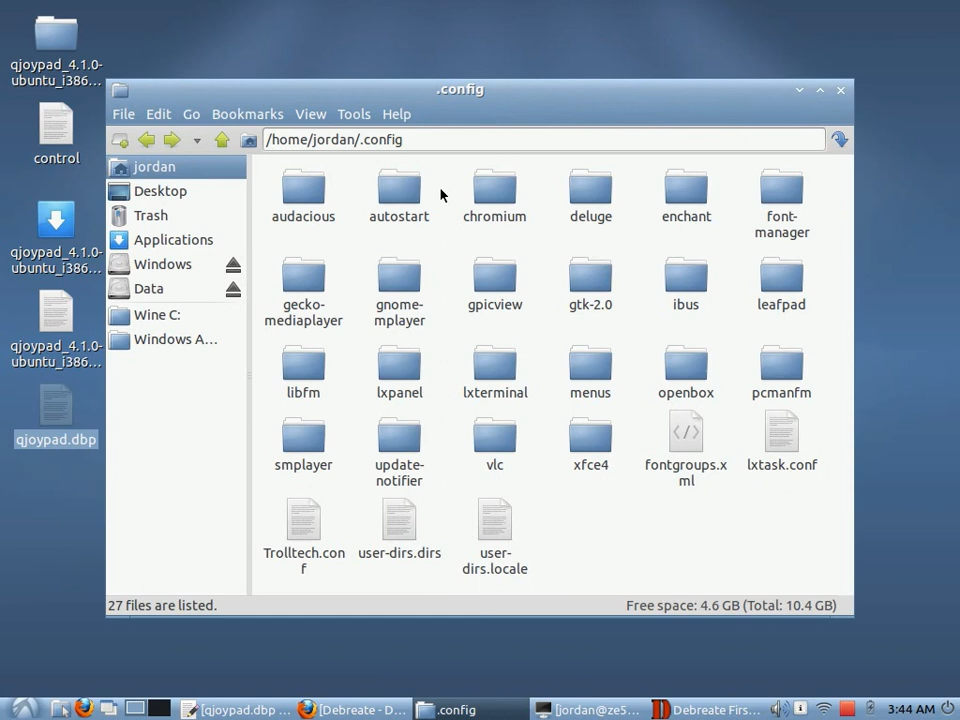 qjoypad_4.1.0-
ubuntu_i386...
control
qjoypad_4.1.0-
ubuntu_i386...
qjoypad_4.1.0-
ubuntu_i386...
qjoypad.dbp
.config
File Edit Go Bookmarks View Tools Help
/home/jordan/.config
jordan
Desktop
Trash
Applications
Windows
Data
Wine C:
Windows A...
audacious autostart chromium deluge enchant font-
manager
gecko-
mediaplayer
gnome-
mplayer
gpicview gtk-2.0 ibus leafpad
libfm lxpanel lxterminal menus openbox pcmanfm
smplayer update-
notifier
vlc xfce4 fontgroups.x
ml
lxtask.conf
Trolltech.con
f
user-dirs.dirs user-
dirs.locale
27 files are listed. Free space: 4.6 GB (Total: 10.4 GB)
[qjoypad.dbp ... [Debreate - D... .config [jordan@ze5... Debreate Firs... 3:44 AM